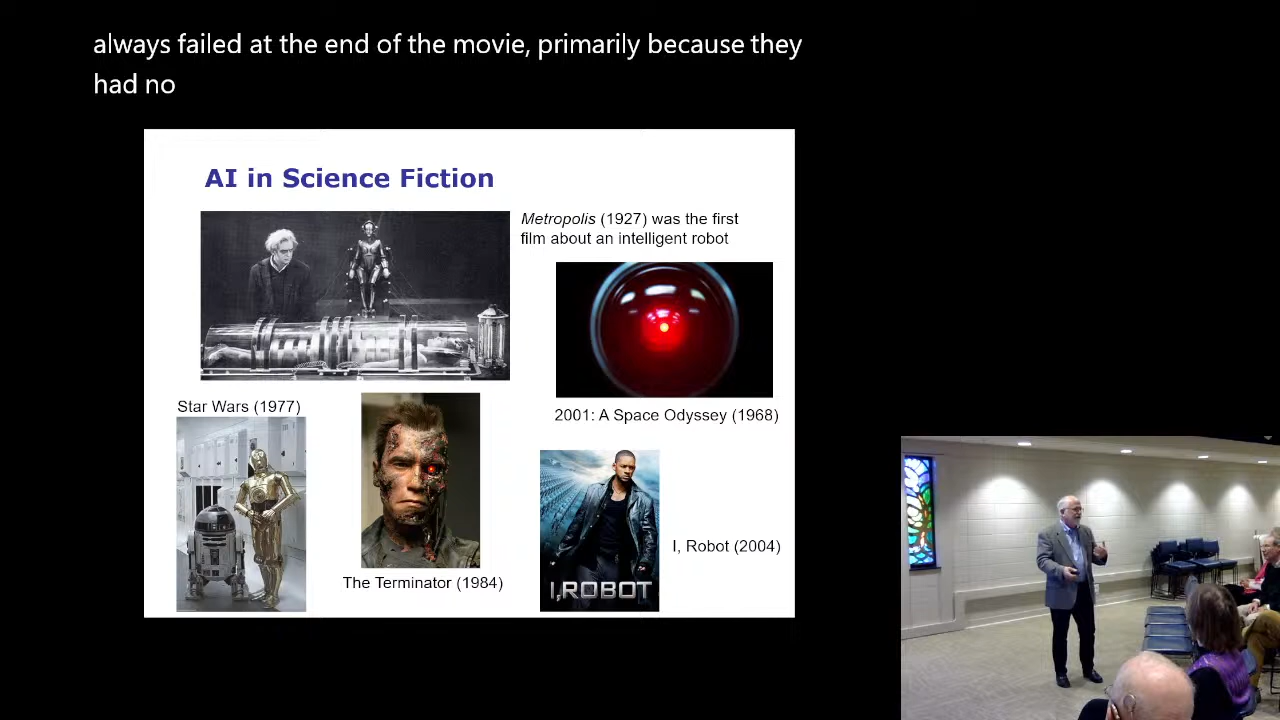 always failed at the end of the movie, primarily because they
had no
AI in Science Fiction
Metropolis (1927) was the first
film about an intelligent robot
2001: A Space Odyssey (1968)
Star Wars (1977)
The Terminator (1984)
I,ROBOT
I, Robot (2004)